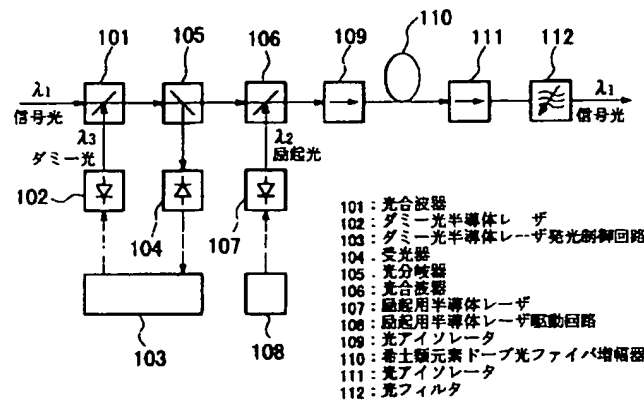 110
101 105 106 109 111 112
λ1
信号光
λ3
ダミー光
λ2
励起光
λ1
信号光
102 104 107
103 108
101：光合波器
102：ダミー光半導体レーザ
103：ダミー光半導体レーザ発光制御回路
104：受光器
105：光分岐器
106：光合波器
107：励起用半導体レーザ
108：励起用半導体レーザ駆動回路
109：光アイソレータ
110：希土類元素ドープ光ファイバ増幅器
111：光アイソレータ
112：光フィルタ